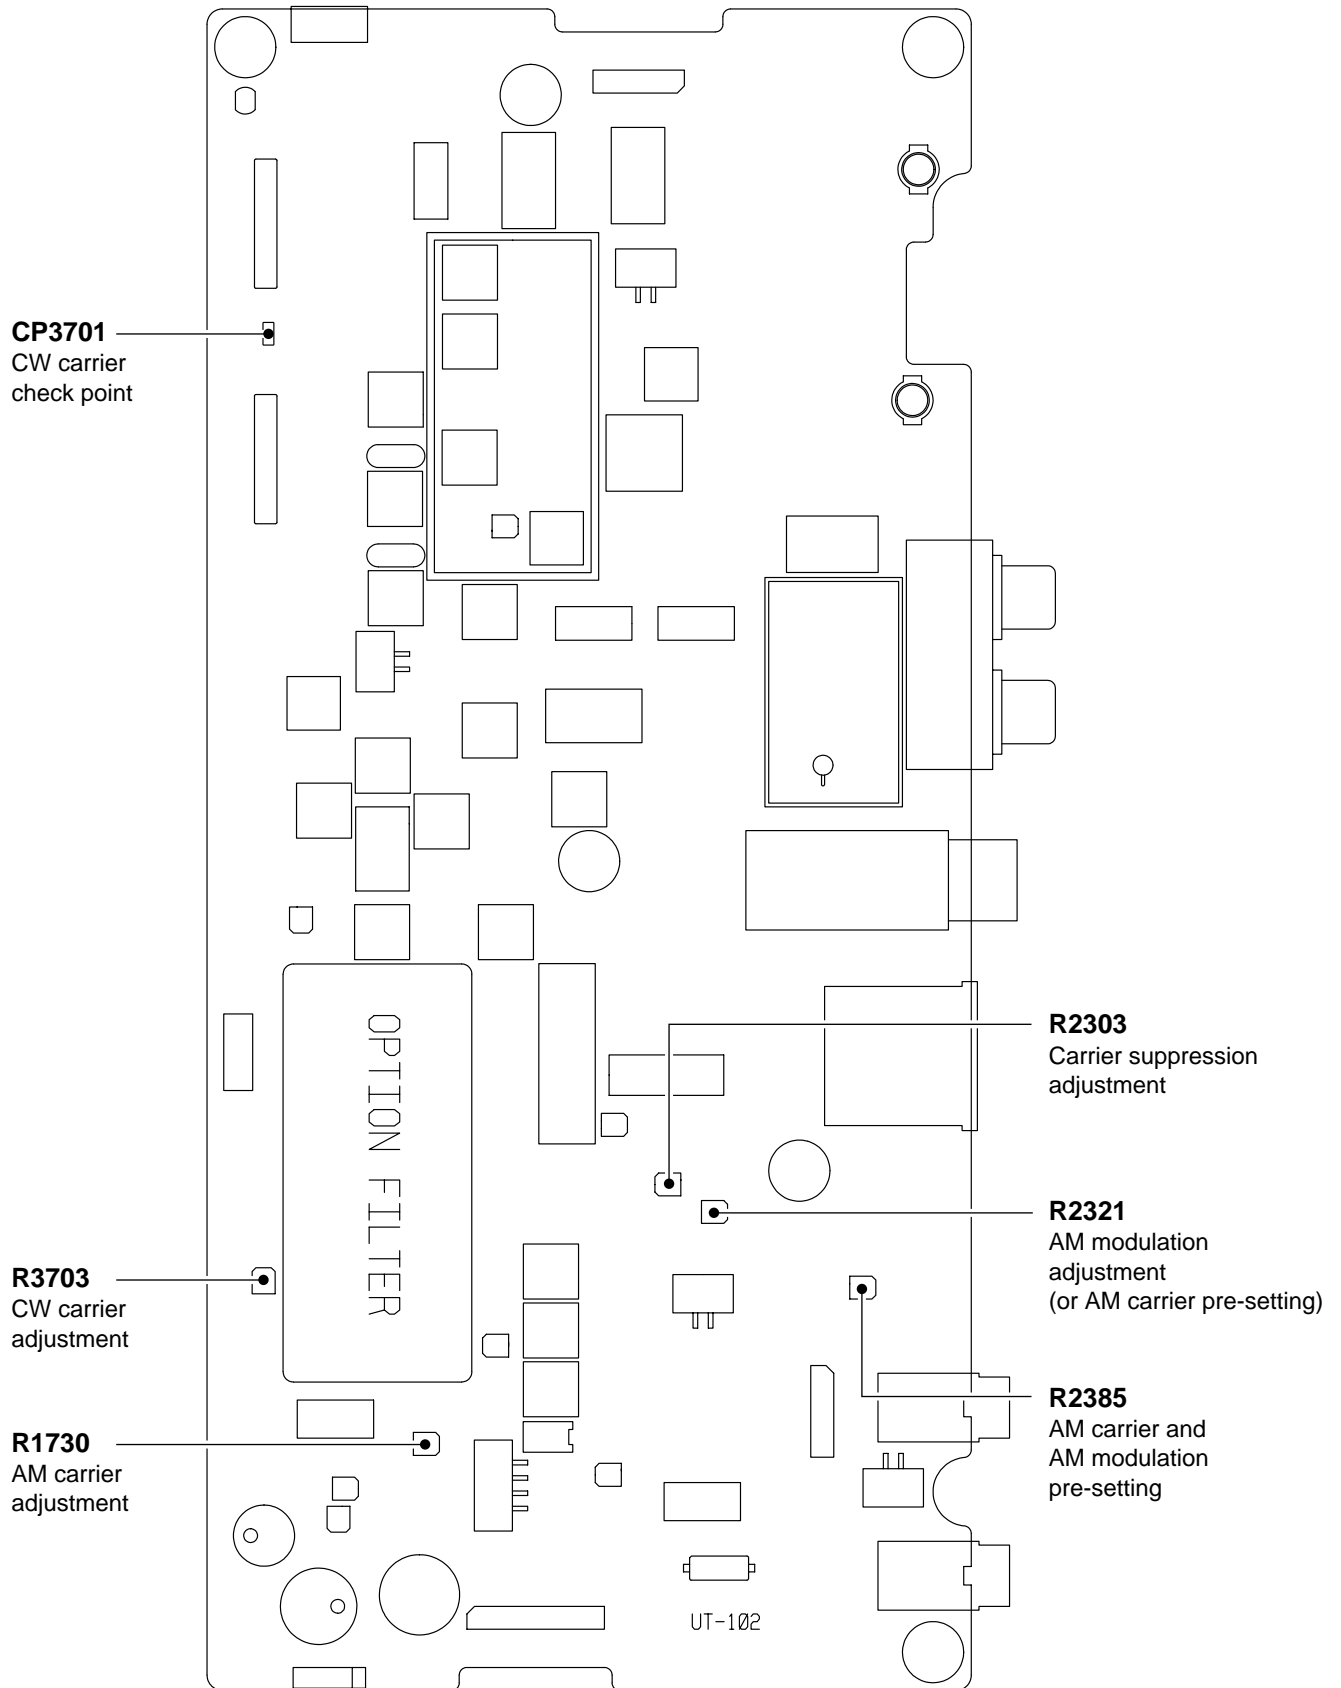 CP3701
CW carrier
check point
OPTION FILTER
R2303
Carrier suppression
adjustment
R2321
AM modulation
adjustment
(or AM carrier pre-setting)
R3703
CW carrier
adjustment
R2385
AM carrier and
AM modulation
pre-setting
R1730
AM carrier
adjustment
UT-102